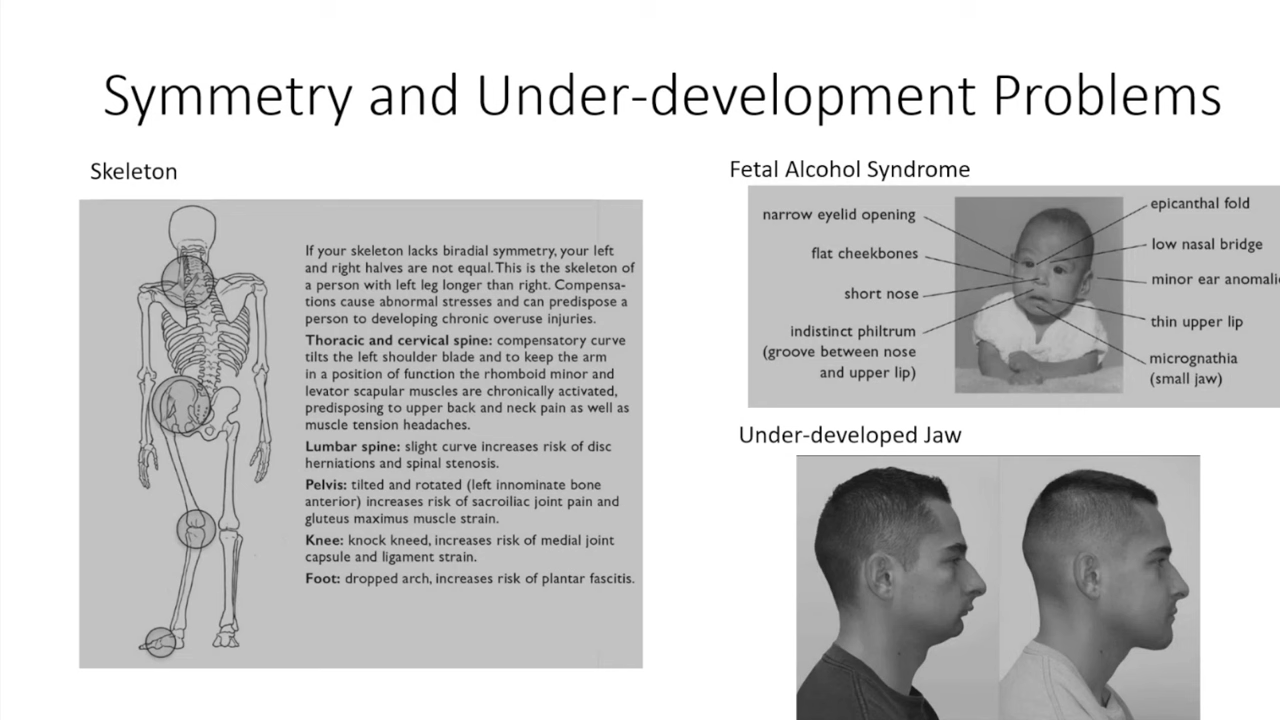 Symmetry and Under-development Problems
Skeleton
If your skeleton lacks biradial symmetry, your left
and right halves are not equal. This is the skeleton of
a person with left leg longer than right. Compensa-
tions cause abnormal stresses and can predispose a
person to developing chronic overuse injuries.
Thoracic and cervical spine: compensatory curve
tilts the left shoulder blade and to keep the arm
in a position of function the rhomboid minor and
levator scapular muscles are chronically activated,
predisposing to upper back and neck pain as well as
muscle tension headaches.
Lumbar spine: slight curve increases risk of disc
herniations and spinal stenosis.
Pelvis: tilted and rotated (left innominate bone
anterior) increases risk of sacroiliac joint pain and
gluteus maximus muscle strain.
Knee: knock kneed, increases risk of medial joint
capsule and ligament strain.
Foot: dropped arch, increases risk of plantar fascitis.
Fetal Alcohol Syndrome
narrow eyelid opening
flat cheekbones
short nose
indistinct philtrum
(groove between nose
and upper lip)
epicanthal fold
low nasal bridge
minor ear anomalie
thin upper lip
micrognathia
(small jaw)
Under-developed Jaw